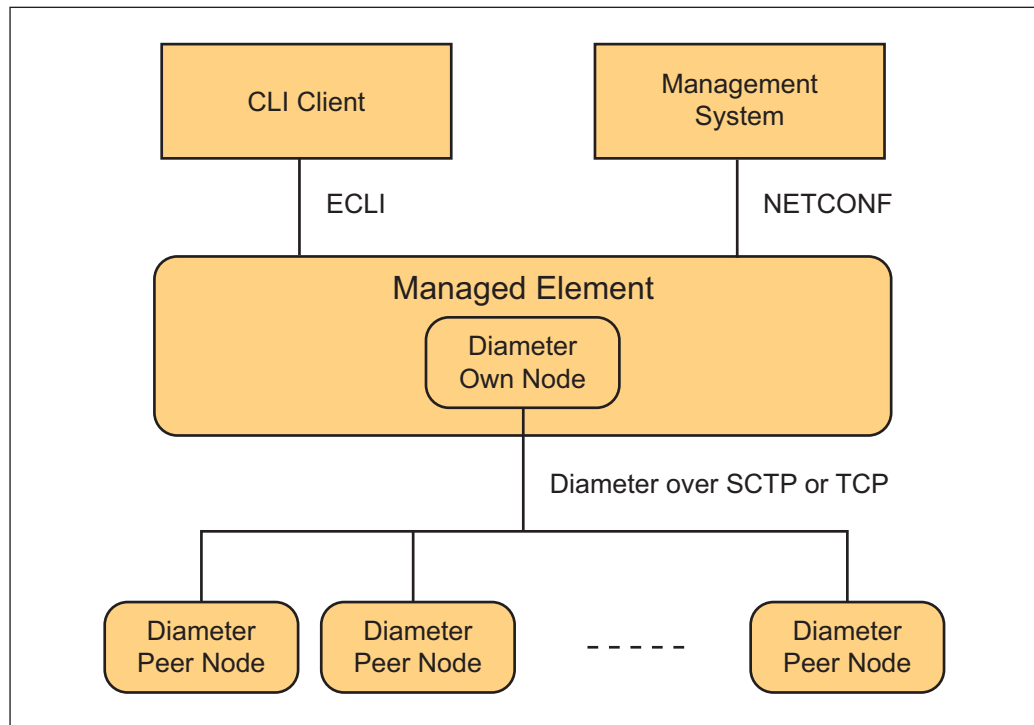 CLI Client
Management
System
ECLI
NETCONF
Managed Element
Diameter
Own Node
Diameter over SCTP or TCP
Diameter
Peer Node
Diameter
Peer Node
Diameter
Peer Node